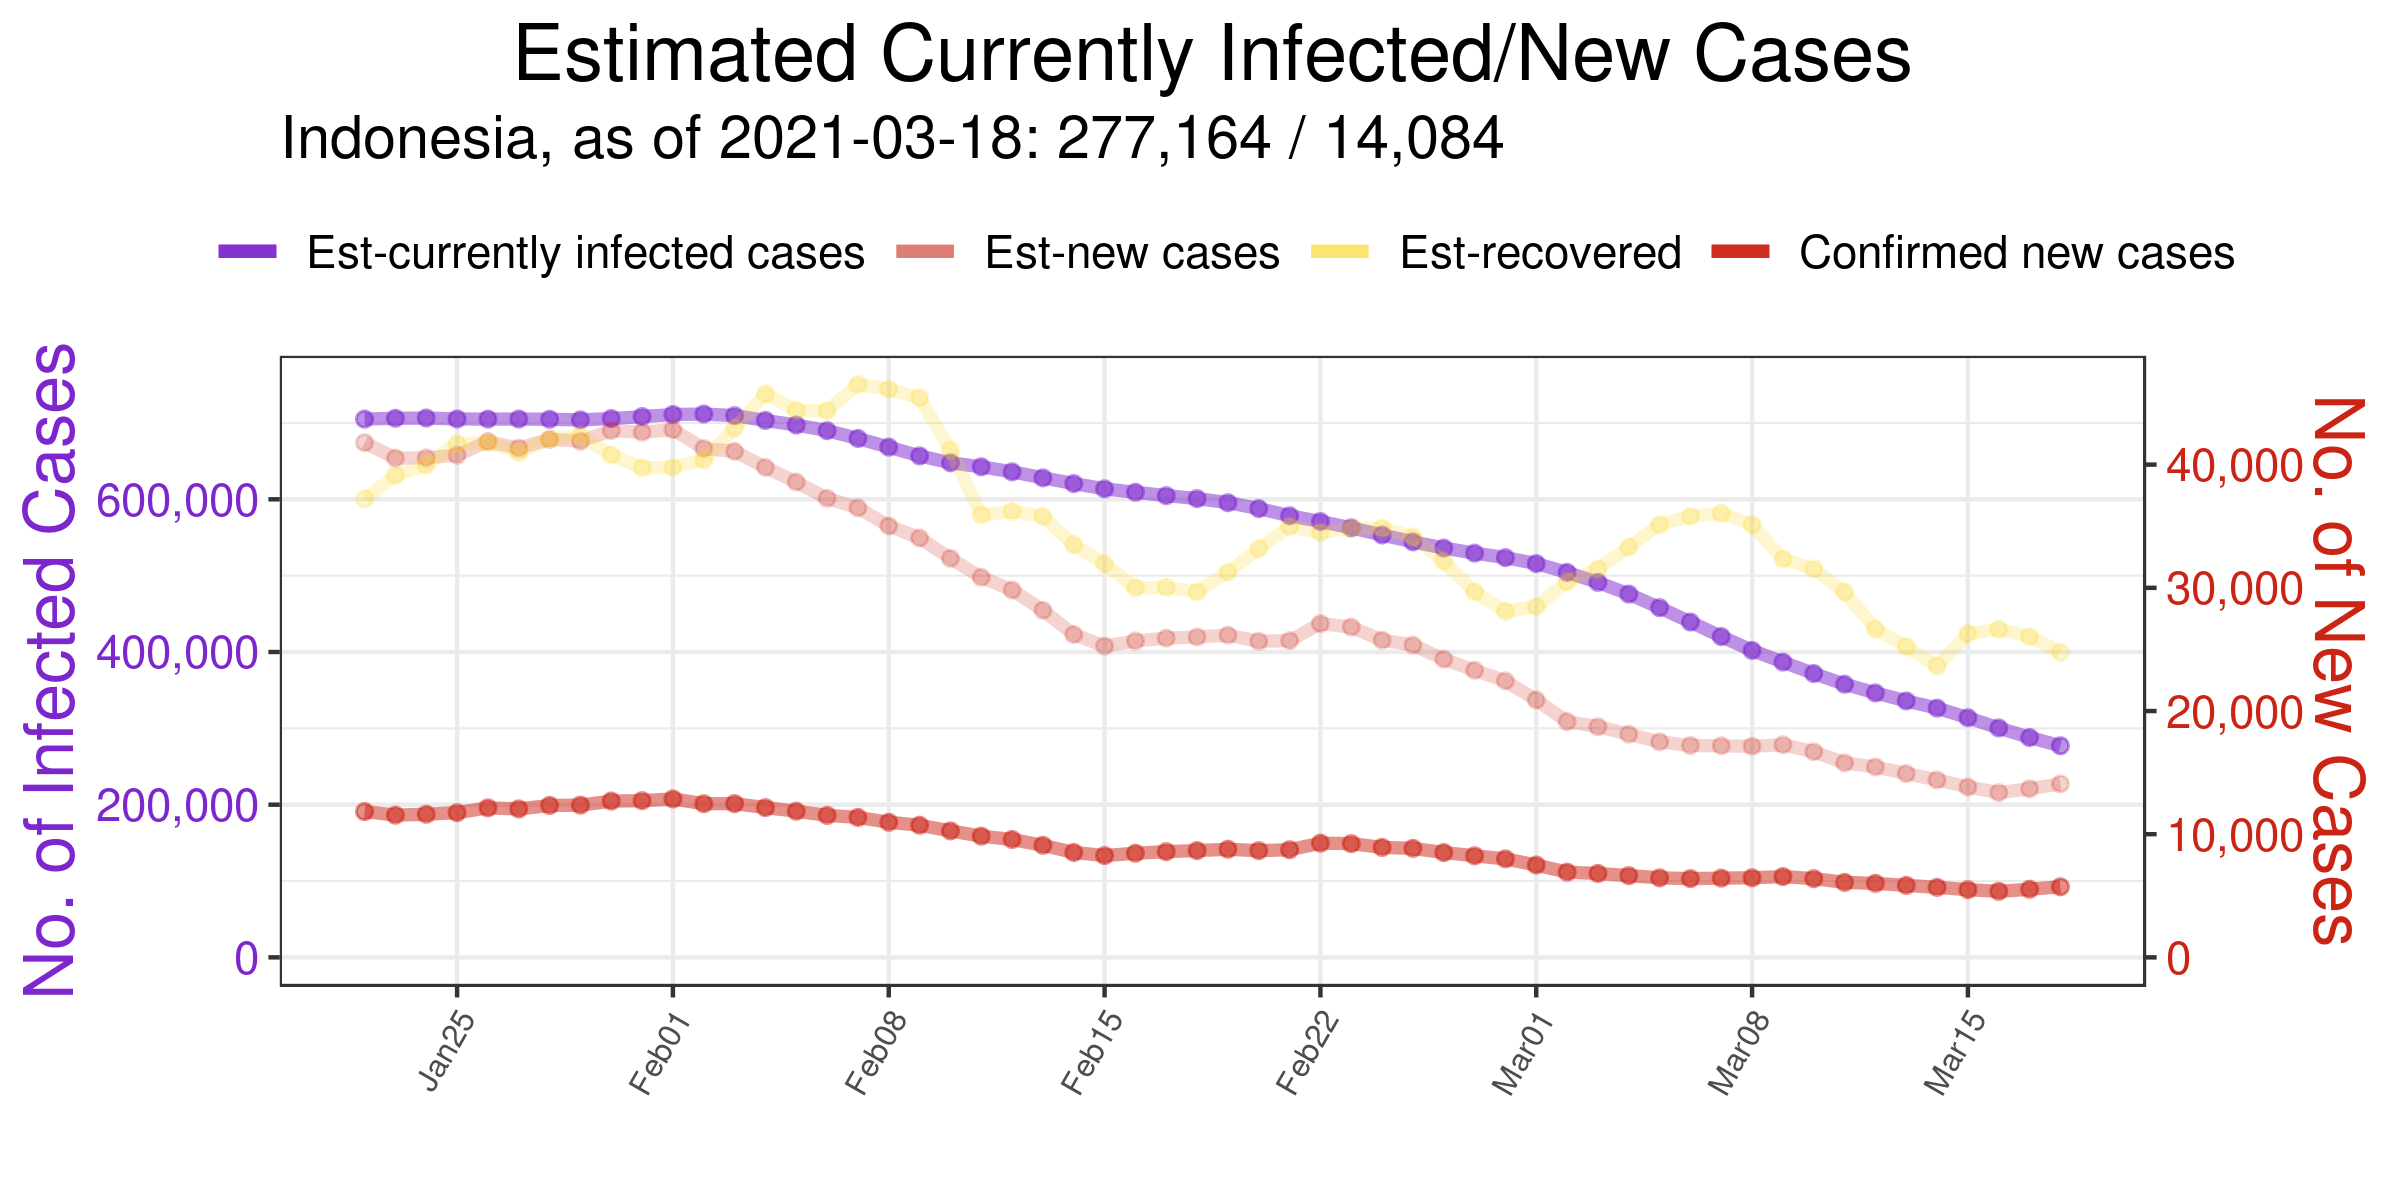 Estimated Currently Infected/New Cases
Indonesia, as of 2021-03-18: 277,164 / 14,084
Est-currently infected cases Est-new cases Est-recovered Confirmed new cases
No. of Infected Cases
600,000
400,000
200,000
0
40,000
30,000
20,000
10,000
0
No. of New Cases
Jan25 Feb01 Feb08 Feb15 Feb22 Mar01 Mar08 Mar15